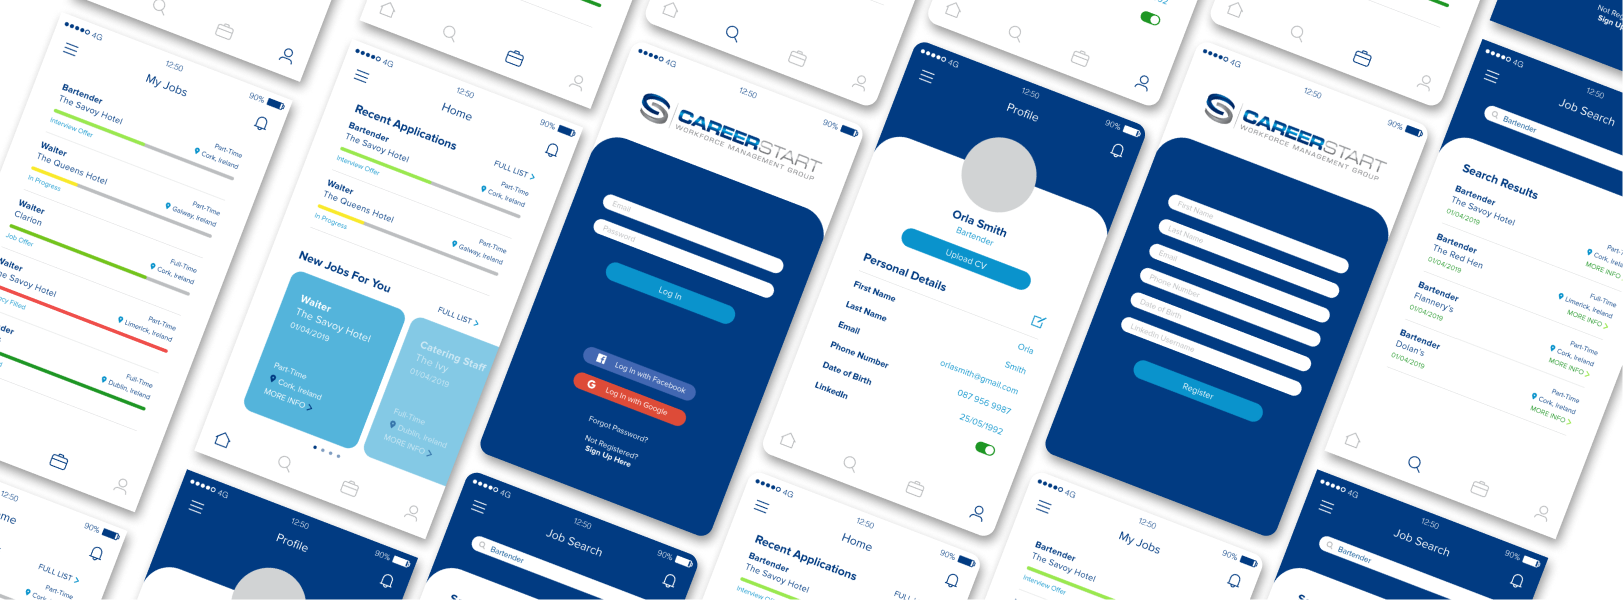 4G
12:50
90%
My Jobs
Bartender
The Savoy Hotel
Interview Offer
Part-Time
Cork, Ireland
Waiter
The Queens Hotel
In Progress
Part-Time
Galway, Ireland
Waiter
Clarion
Job Offer
Full-Time
Cork, Ireland
Waiter
The Savoy Hotel
Part-Time
Limerick, Ireland
Full-Time
Dublin, Ireland
4G
12:50
90%
Home
Recent Applications
FULL LIST >
Bartender
The Savoy Hotel
Interview Offer
Part-Time
Cork, Ireland
Waiter
The Queens Hotel
In Progress
Part-Time
Galway, Ireland
New Jobs For You
FULL LIST >
Waiter
The Savoy Hotel
01/04/2019
Part-Time
Cork, Ireland
MORE INFO >
Catering Staff
The Ivy
01/04/2019
Full-Time
Dublin, Ireland
MORE INFO >
4G
12:50
90%
S CAREERSTART
WORKFORCE MANAGEMENT GROUP
Email
Password
Log In
Log In with Facebook
Log In with Google
Forgot Password?
Not Registered?
Sign Up Here
4G
12:50
90%
Profile
Orla Smith
Bartender
Upload CV
Personal Details
First Name
Orla
Last Name
Smith
Email
orlasmith@gmail.com
Phone Number
087 956 9987
Date of Birth
25/05/1992
LinkedIn
4G
12:50
90%
S CAREERSTART
WORKFORCE MANAGEMENT GROUP
First Name
Last Name
Email
Phone Number
Date of Birth
LinkedIn Username
Register
4G
12:50
Job Search
Bartender
Search Results
Bartender
The Savoy Hotel
01/04/2019
MORE INFO
Bartender
The Red Hen
01/04/2019
Full-Time
Limerick, Ireland
MORE INFO >
Bartender
Flannery's
01/04/2019
Part-Time
Cork, Ireland
MORE INFO >
Bartender
Dolan's
01/04/2019
Part-Time
Cork, Ireland
MORE INFO >
Sign Up
12:50
90%
FULL LIST >
Part-Time
4G
12:50
90%
Profile
4G
12:50
90%
Job Search
Bartender
4G
12:50
90%
Home
Recent Applications
Bartender
The Savoy Hotel
4G
12:50
90%
My Jobs
Bartender
The Savoy Hotel
Interview Offer
Part-Time
Cork, Ireland
4G
12:50
90%
Job Search
Bartender